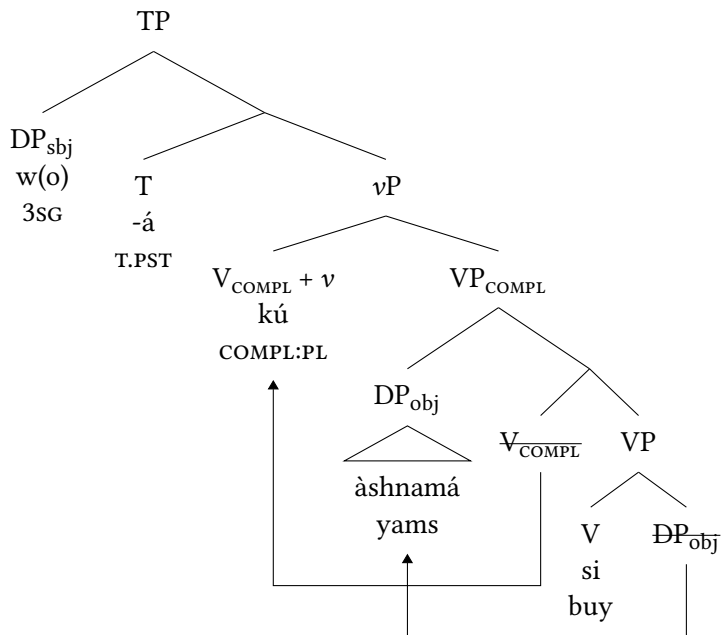 TP
DPsbj
w(o)
3SG
T
-á
T.PST
vP
VCOMPL + v
kú
COMPL:PL
VPCOMPL
DPobj
àshnamá
yams
VCOMPL
VP
V
si
buy
DPobj